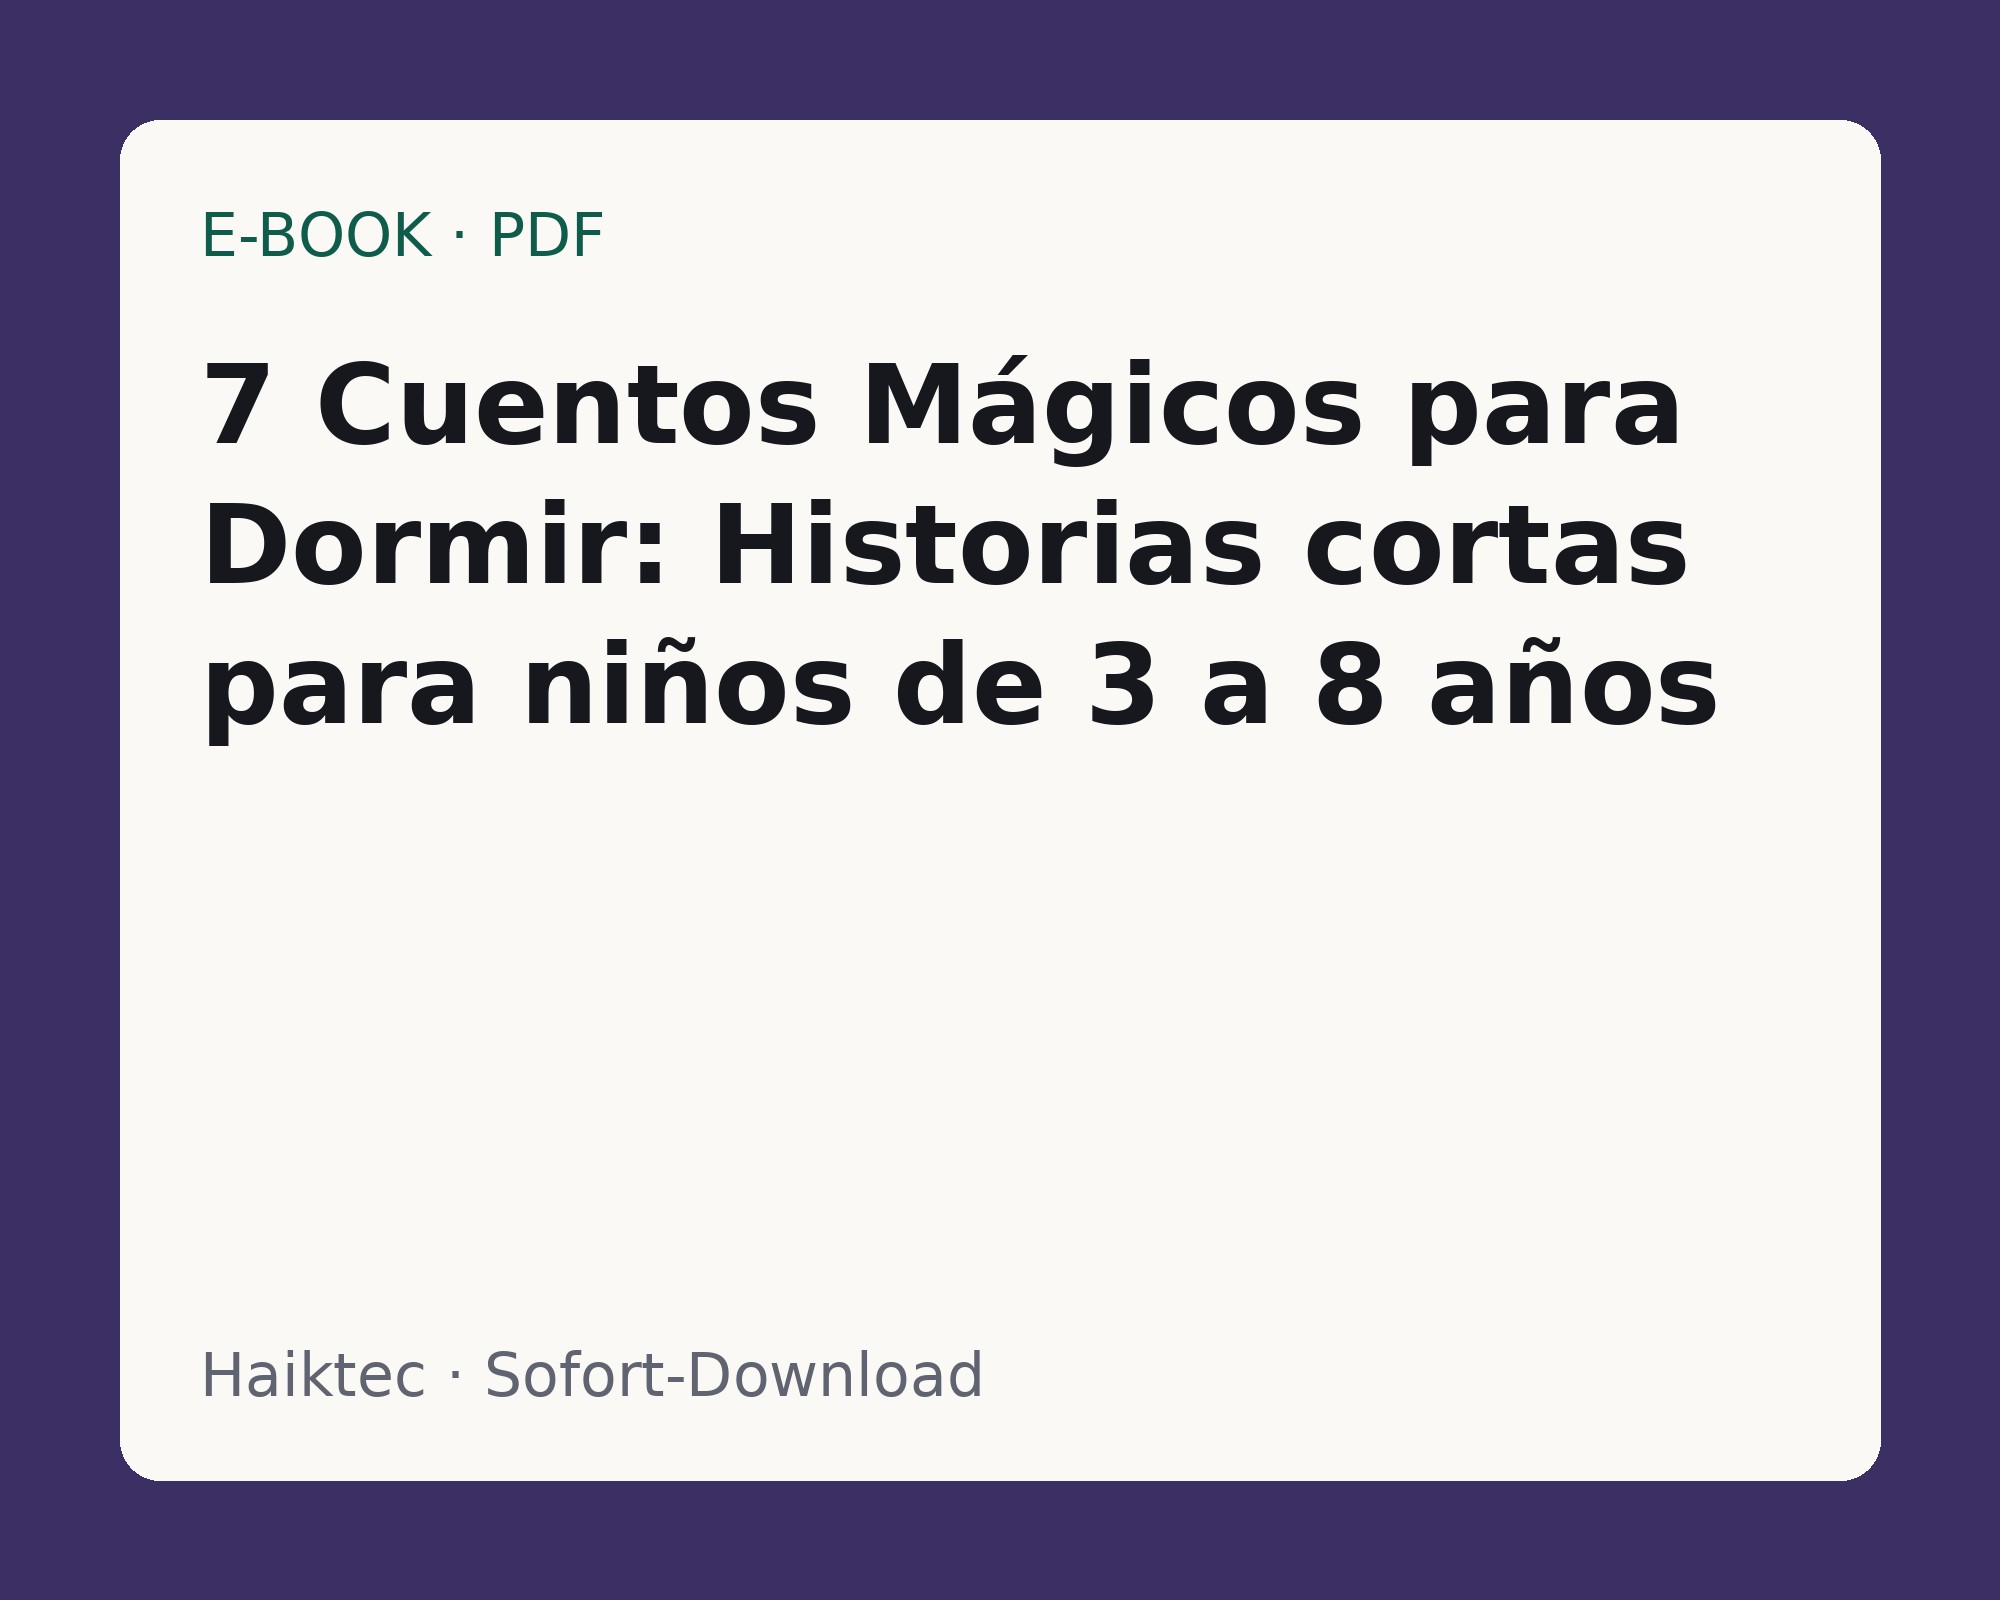 E-BOOK · PDF
7 Cuentos Mágicos para
Dormir: Historias cortas
para niños de 3 a 8 años
Haiktec · Sofort-Download